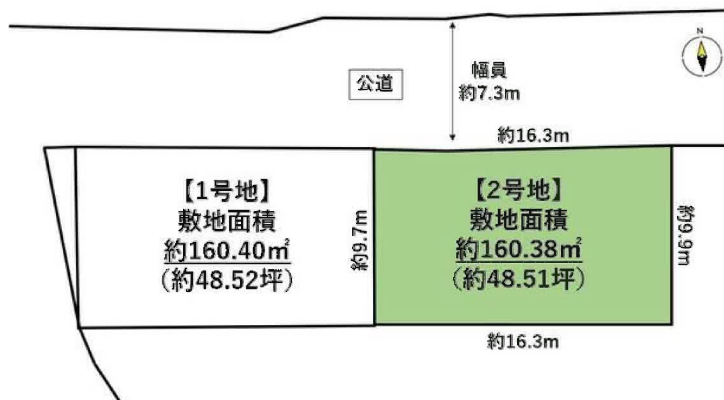 N
幅員
約7.3m
公道
約16.3m
【1号地】
敷地面積
約160.40㎡
(約48.52坪)
約9.7m
【2号地】
敷地面積
約160.38㎡
(約48.51坪)
約9.9m
約16.3m